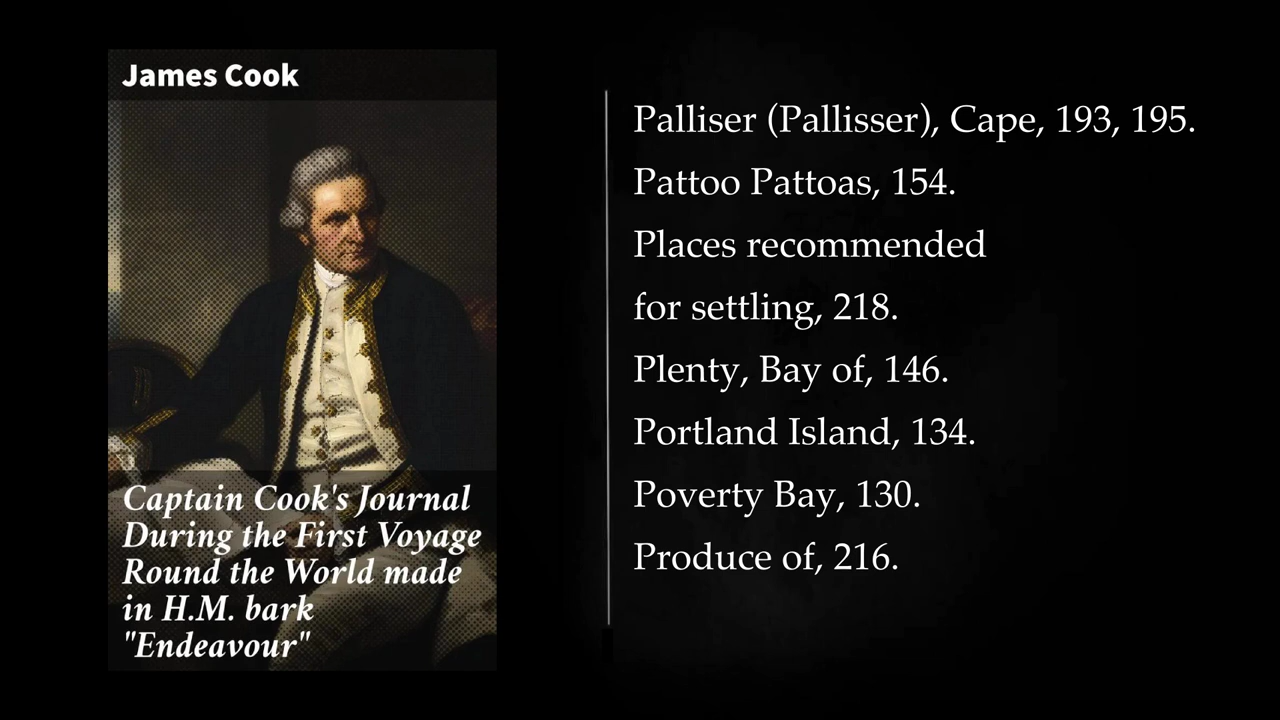 James Cook
Captain Cook's Journal
During the First Voyage
Round the World made
in H.M. bark
"Endeavour"
Palliser (Pallisser), Cape, 193, 195.
Pattoo Pattoas, 154.
Places recommended
for settling, 218.
Plenty, Bay of, 146.
Portland Island, 134.
Poverty Bay, 130.
Produce of, 216.